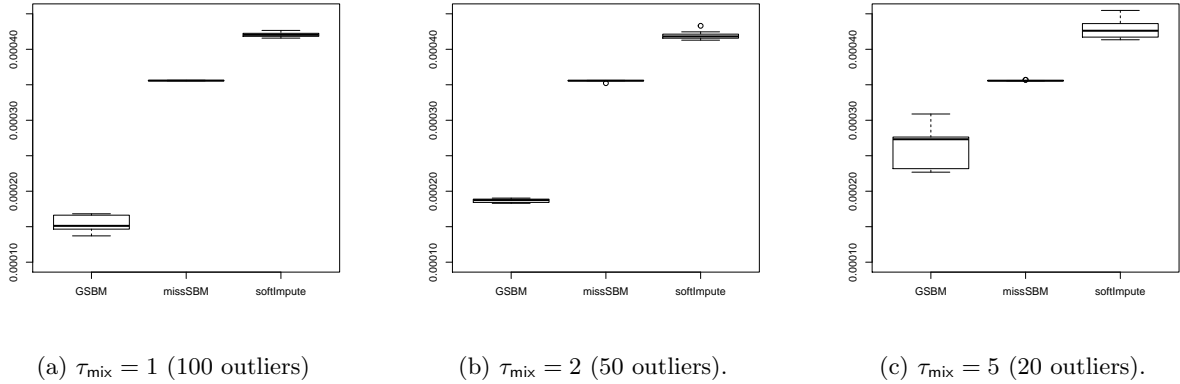 0.00040
0.00030
0.00020
0.00010
GSBM missSBM softImpute
0.00040
0.00030
0.00020
0.00010
GSBM missSBM softImpute
0.00040
0.00030
0.00020
0.00010
GSBM missSBM softImpute
(a) τmix = 1 (100 outliers)
(b) τmix = 2 (50 outliers).
(c) τmix = 5 (20 outliers).